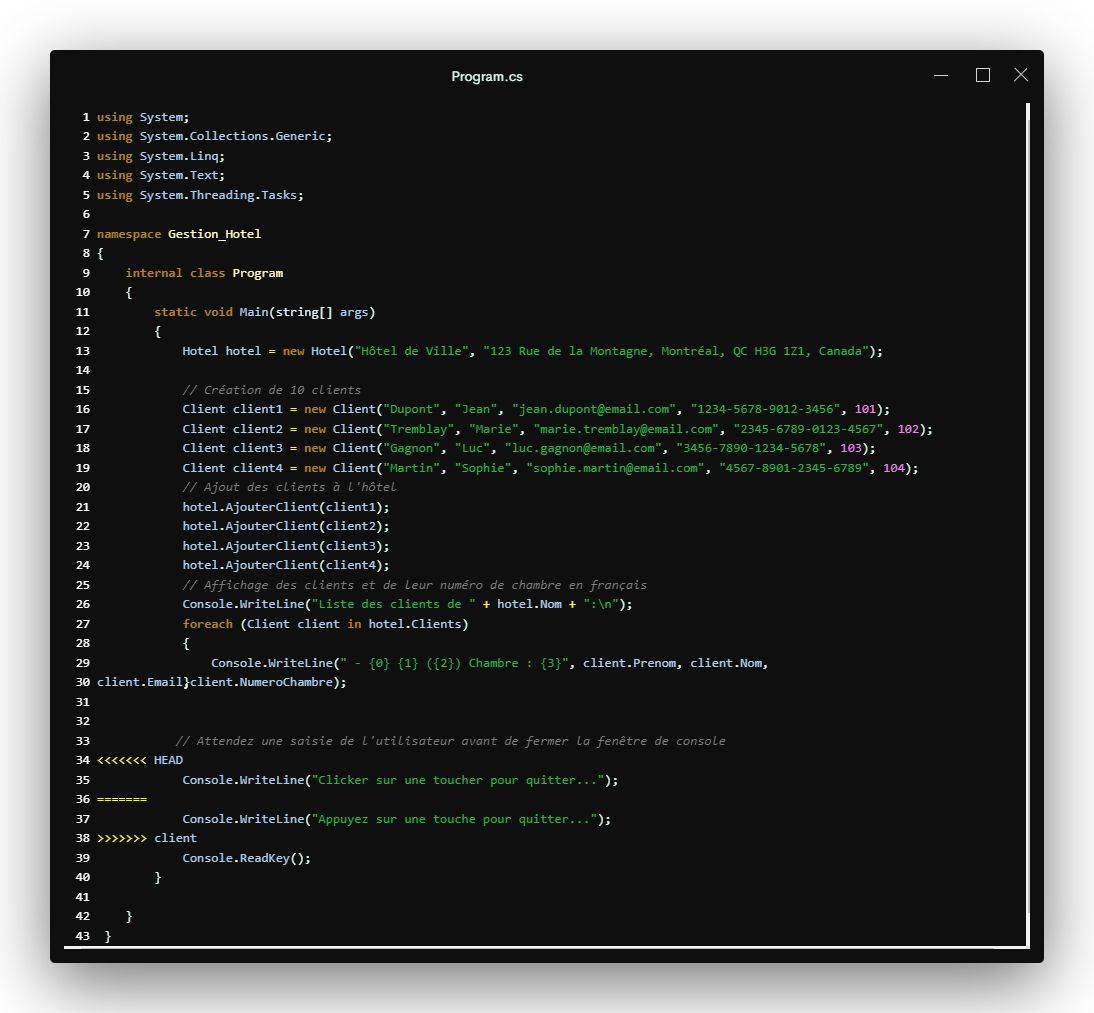 Program.cs
1 using System;
2 using System.Collections.Generic;
3 using System.Linq;
4 using System.Text;
5 using System.Threading.Tasks;
6
7 namespace Gestion_Hotel
8 {
9     internal class Program
10     {
11         static void Main(string[] args)
12         {
13             Hotel hotel = new Hotel("Hôtel de Ville", "123 Rue de la Montagne, Montréal, QC H3G 1Z1, Canada");
14
15             // Création de 10 clients
16             Client client1 = new Client("Dupont", "Jean", "jean.dupont@email.com", "1234-5678-9012-3456", 101);
17             Client client2 = new Client("Tremblay", "Marie", "marie.tremblay@email.com", "2345-6789-0123-4567", 102);
18             Client client3 = new Client("Gagnon", "Luc", "luc.gagnon@email.com", "3456-7890-1234-5678", 103);
19             Client client4 = new Client("Martin", "Sophie", "sophie.martin@email.com", "4567-8901-2345-6789", 104);
20             // Ajout des clients à l'hôtel
21             hotel.AjouterClient(client1);
22             hotel.AjouterClient(client2);
23             hotel.AjouterClient(client3);
24             hotel.AjouterClient(client4);
25             // Affichage des clients et de leur numéro de chambre en français
26             Console.WriteLine("Liste des clients de " + hotel.Nom + ":\n");
27             foreach (Client client in hotel.Clients)
28             {
29                 Console.WriteLine(" - {0} {1} ({2}) Chambre : {3}", client.Prenom, client.Nom,
30 client.Email}client.NumeroChambre);
31
32
33            // Attendez une saisie de l'utilisateur avant de fermer la fenêtre de console
34 <<<<<<< HEAD
35             Console.WriteLine("Clicker sur une toucher pour quitter...");
36 =======
37             Console.WriteLine("Appuyez sur une touche pour quitter...");
38 >>>>>>> client
39             Console.ReadKey();
40         }
41
42     }
43  }